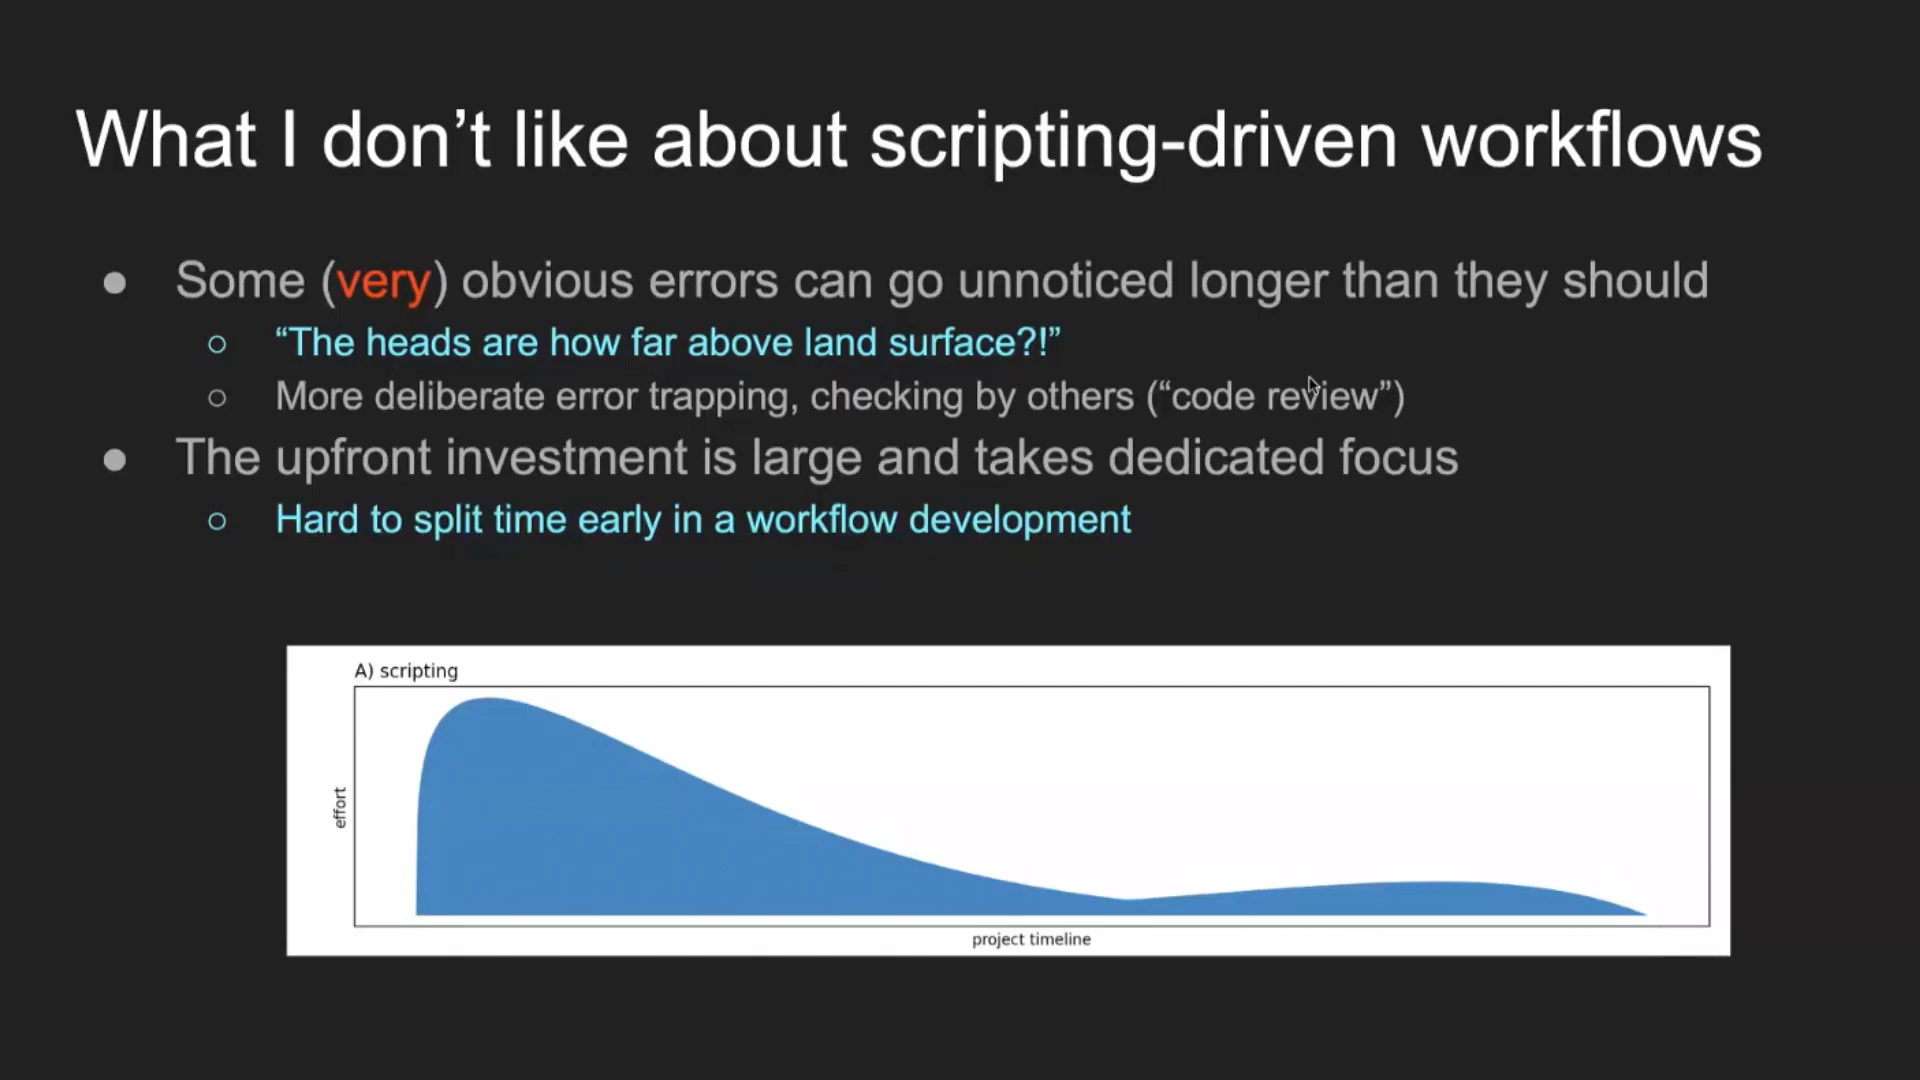 What I don’t like about scripting-driven workflows
● Some (very) obvious errors can go unnoticed longer than they should
○ “The heads are how far above land surface?!”
○ More deliberate error trapping, checking by others (“code review”)
● The upfront investment is large and takes dedicated focus
○ Hard to split time early in a workflow development
A) scripting
effort
project timeline